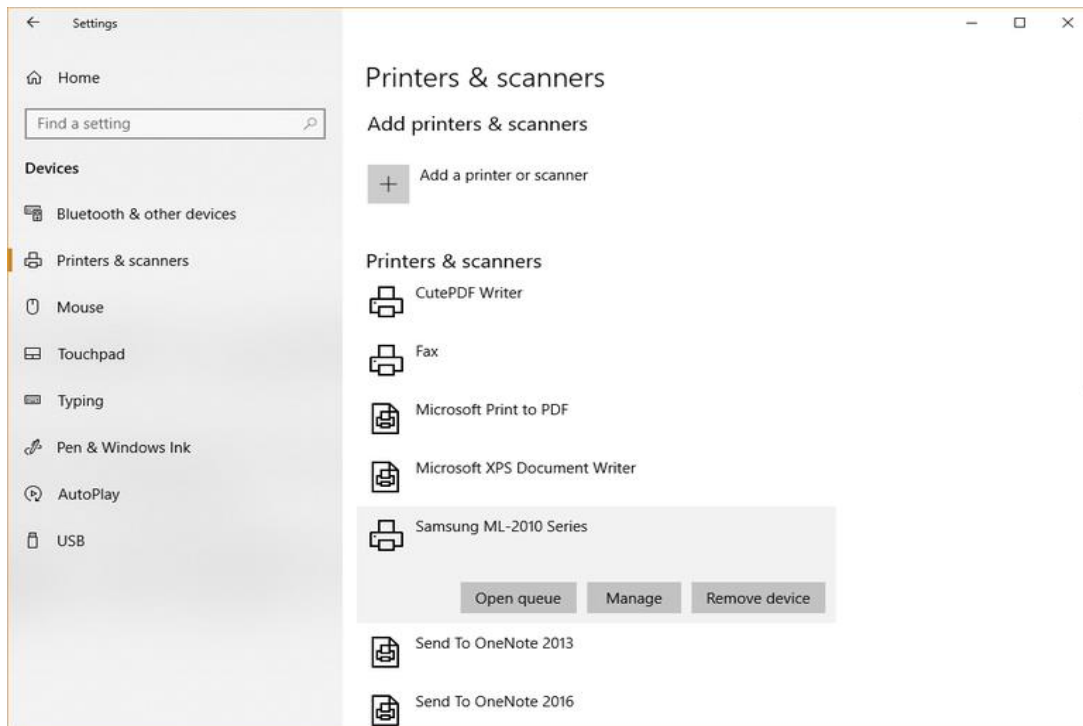 Settings
Home
Find a setting
Devices
Bluetooth & other devices
Printers & scanners
Mouse
Touchpad
Typing
Pen & Windows Ink
AutoPlay
USB
Printers & scanners
Add printers & scanners
Add a printer or scanner
Printers & scanners
CutePDF Writer
Fax
Microsoft Print to PDF
Microsoft XPS Document Writer
Samsung ML-2010 Series
Open queue Manage Remove device
Send To OneNote 2013
Send To OneNote 2016